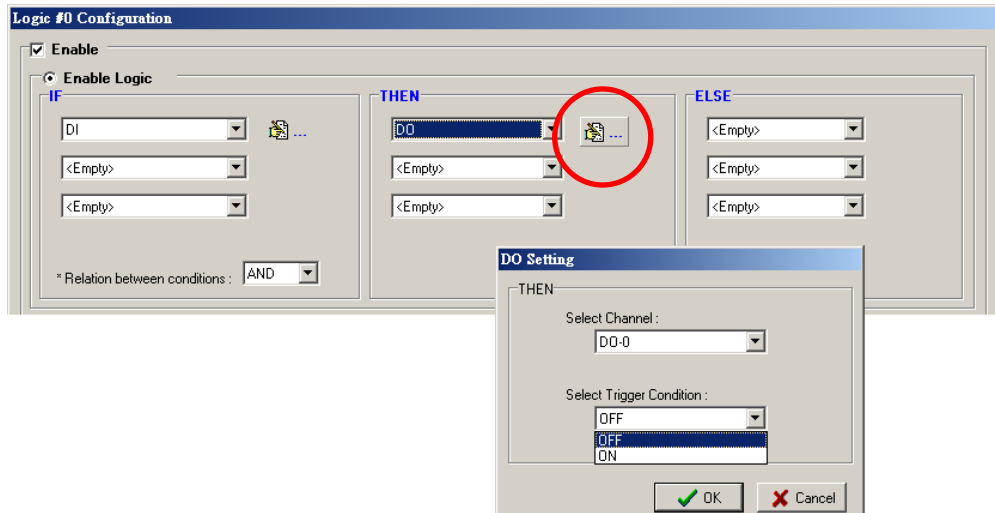 Logic #0 Configuration
Enable
Enable Logic
IF
DI
...
<Empty>
<Empty>
* Relation between conditions : AND
THEN
DO
...
<Empty>
<Empty>
ELSE
<Empty>
<Empty>
<Empty>
DO Setting
THEN
Select Channel :
DO-0
Select Trigger Condition :
OFF
OFF
ON
OK Cancel